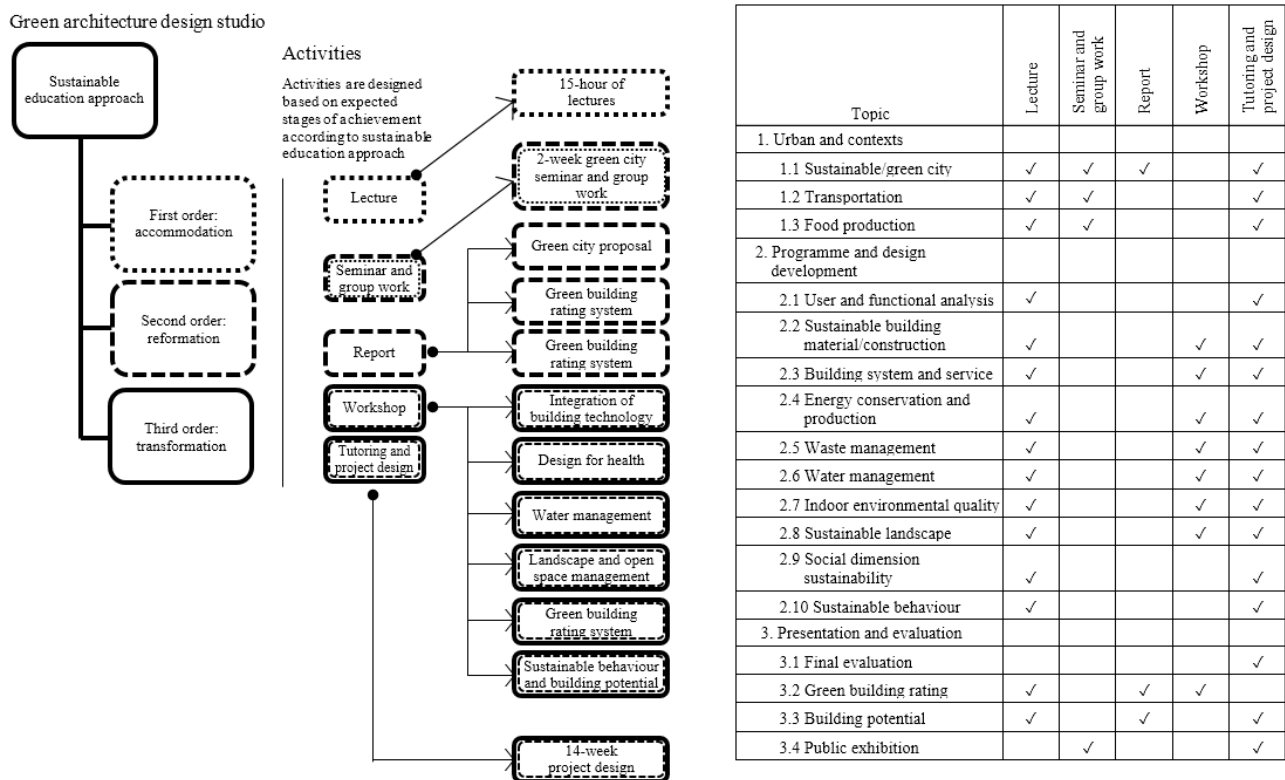 Green architecture design studio
Sustainable
education approach
First order:
accommodation
Second order:
reformation
Third order:
transformation
Activities
Activities are designed
based on expected
stages of achievement
according to sustainable
education approach
Lecture
Seminar and
group work
Report
Workshop
Tutoring and
project design
15-hour of
lectures
2-week green city
seminar and group
work
Green city proposal
Green building
rating system
Green building
rating system
Integration of
building technology
Design for health
Water management
Landscape and open
space management
Green building
rating system
Sustainable behaviour
and building potential
14-week
project design
Topic
Lecture
Seminar and
group work
Report
Workshop
Tutoring and
project design
1. Urban and contexts
1.1 Sustainable/green city ✓ ✓ ✓ ✓
1.2 Transportation ✓ ✓ ✓
1.3 Food production ✓ ✓ ✓
2. Programme and design
development
2.1 User and functional analysis ✓ ✓
2.2 Sustainable building
material/construction ✓ ✓ ✓
2.3 Building system and service ✓ ✓ ✓
2.4 Energy conservation and
production ✓ ✓ ✓
2.5 Waste management ✓ ✓ ✓
2.6 Water management ✓ ✓ ✓
2.7 Indoor environmental quality ✓ ✓ ✓
2.8 Sustainable landscape ✓ ✓ ✓
2.9 Social dimension
sustainability ✓ ✓
2.10 Sustainable behaviour ✓ ✓
3. Presentation and evaluation
3.1 Final evaluation ✓
3.2 Green building rating ✓ ✓ ✓
3.3 Building potential ✓ ✓ ✓
3.4 Public exhibition ✓ ✓